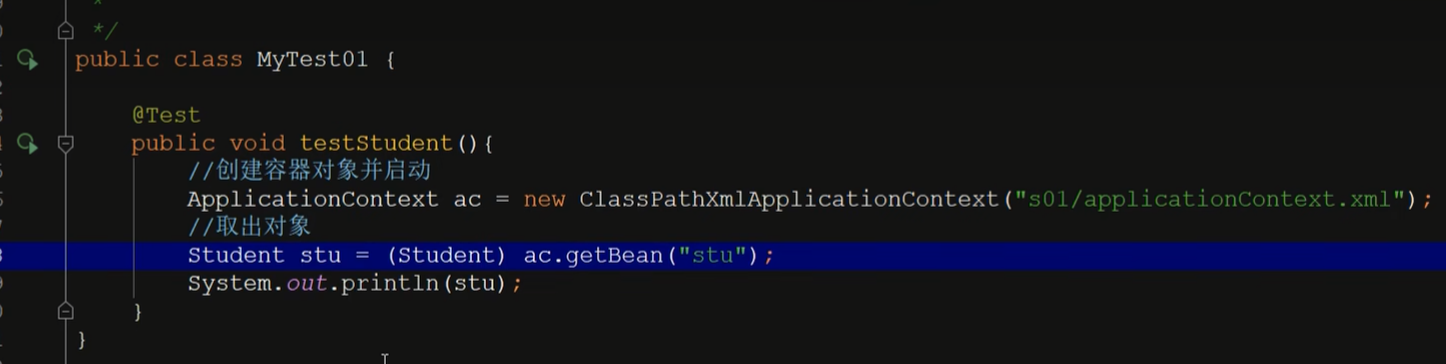 *
*/
public class MyTest01 {
@Test
public void testStudent(){
//创建容器对象并启动
ApplicationContext ac = new ClassPathXmlApplicationContext("s01/applicationContext.xml");
//取出对象
Student stu = (Student) ac.getBean("stu");
System.out.println(stu);
}
}